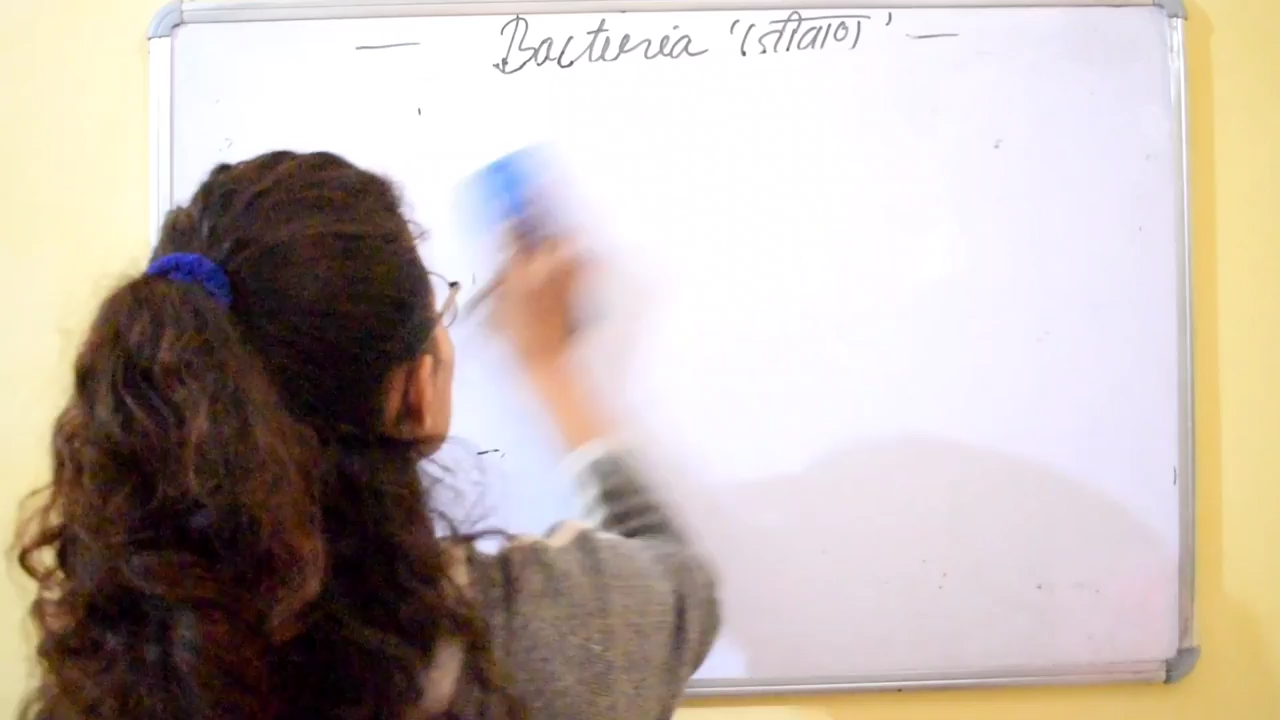 — Bacteria '(जीवाणु)' —